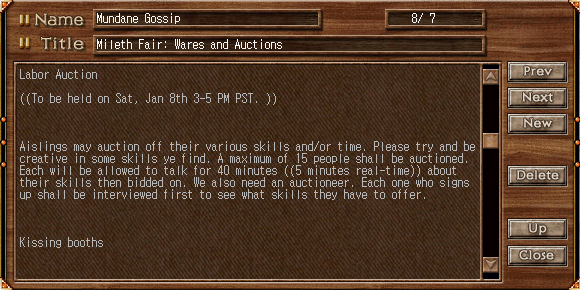 Name Mundane Gossip 8/ 7
Title Mileth Fair: Wares and Auctions
Labor Auction
((To be held on Sat, Jan 8th 3-5 PM PST. ))
Aislings may auction off their various skills and/or time. Please try and be
creative in some skills ye find. A maximum of 15 people shall be auctioned.
Each will be allowed to talk for 40 minutes ((5 minutes real-time)) about
their skills then bidded on. We also need an auctioneer. Each one who signs
up shall be interviewed first to see what skills they have to offer.
Kissing booths
Prev
Next
New
Delete
Up
Close